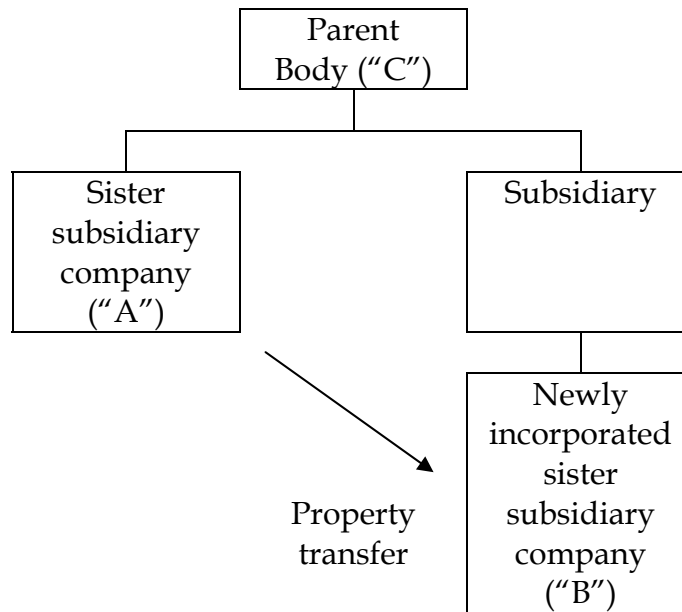 Parent
Body (“C”)
Sister
subsidiary
company
(“A”)
Subsidiary
Newly
incorporated
sister
subsidiary
company
(“B”)
Property
transfer